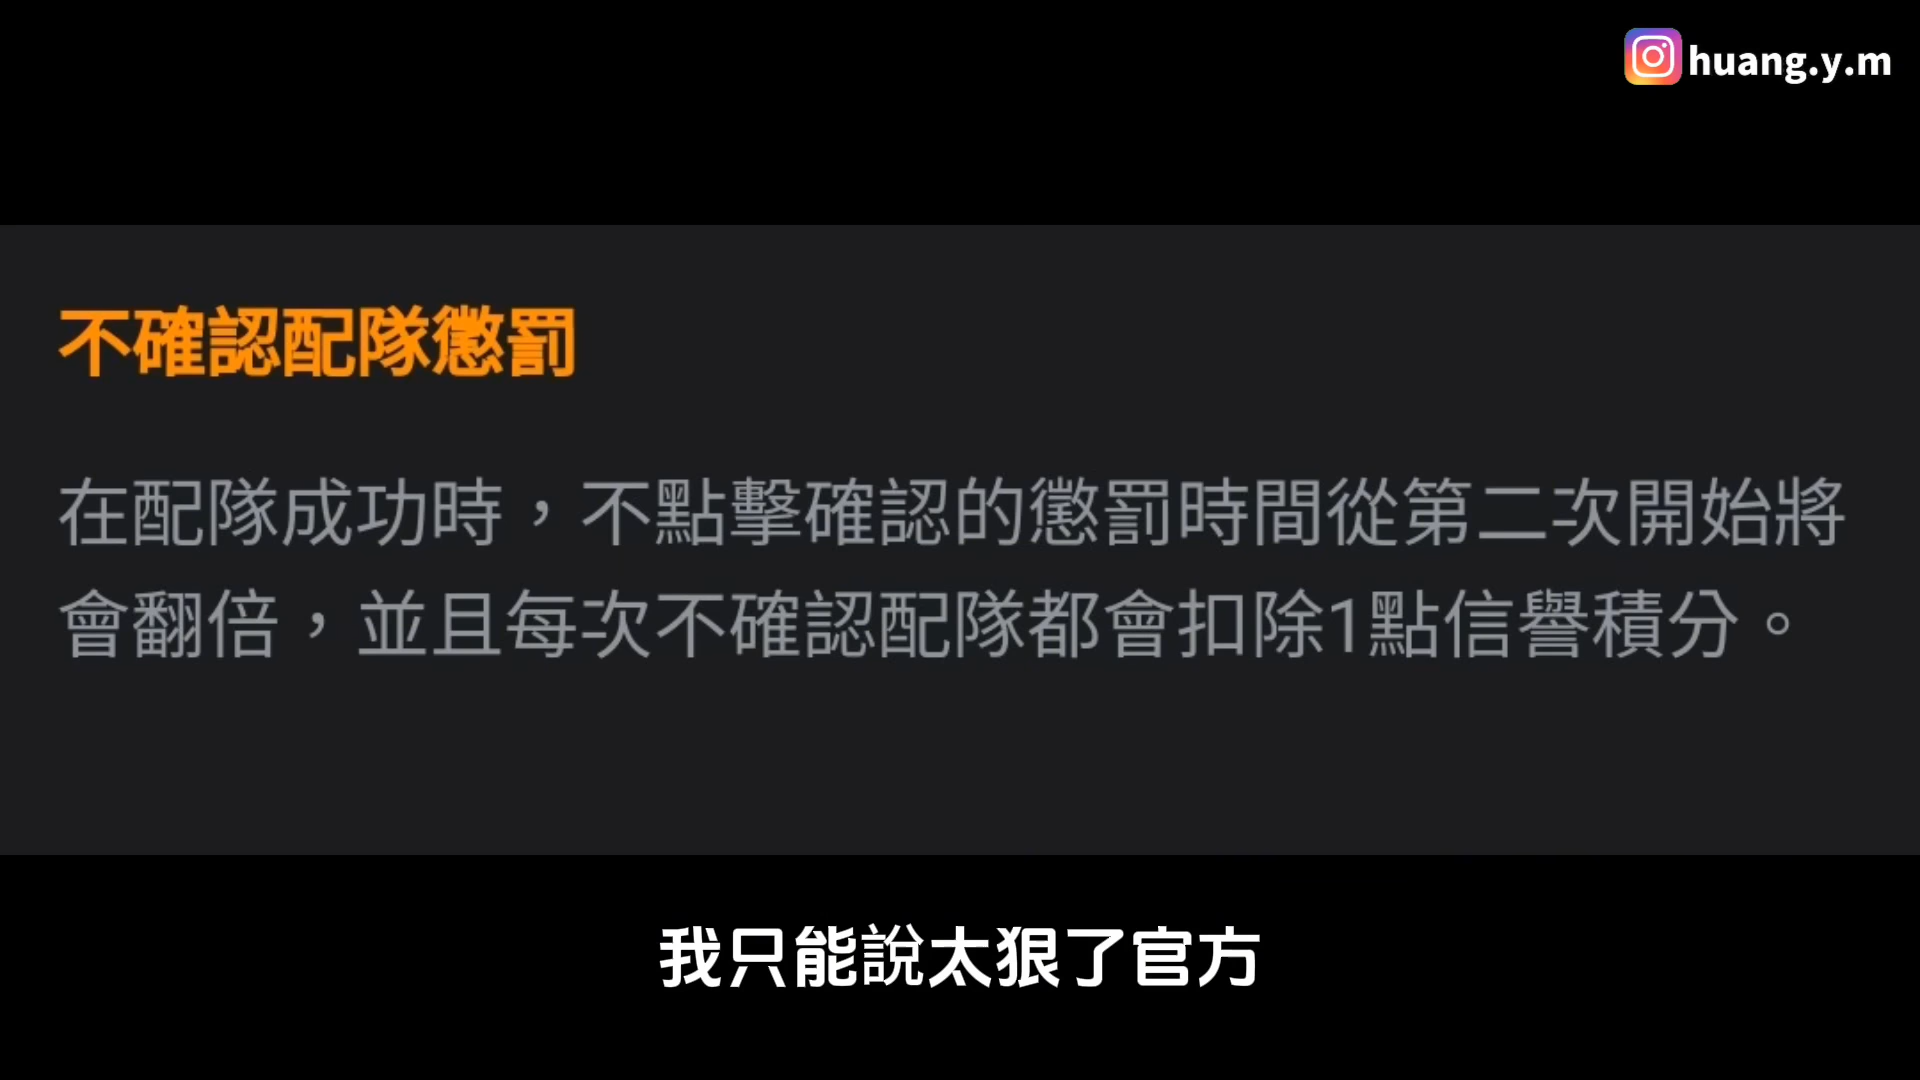 huang.y.m
不確認配隊懲罰
在配隊成功時，不點擊確認的懲罰時間從第二次開始將
會翻倍，並且每次不確認配隊都會扣除1點信譽積分。
我只能說太狠了官方